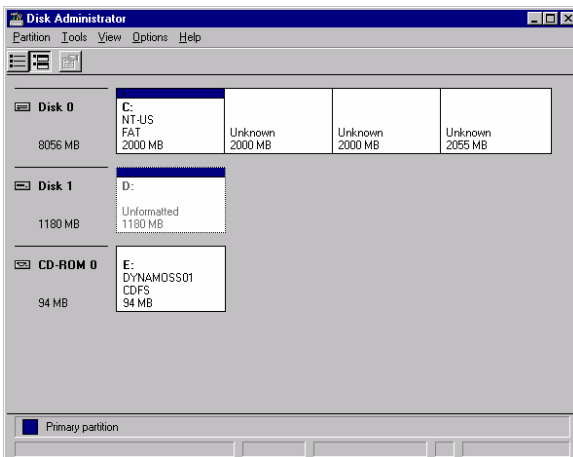 Disk Administrator
Partition Tools View Options Help
Disk 0
8056 MB
C:
NT-US
FAT
2000 MB
Unknown
2000 MB
Unknown
2000 MB
Unknown
2055 MB
Disk 1
1180 MB
D:
Unformatted
1180 MB
CD-ROM 0
94 MB
E:
DYNAMOSS01
CDFS
94 MB
Primary partition